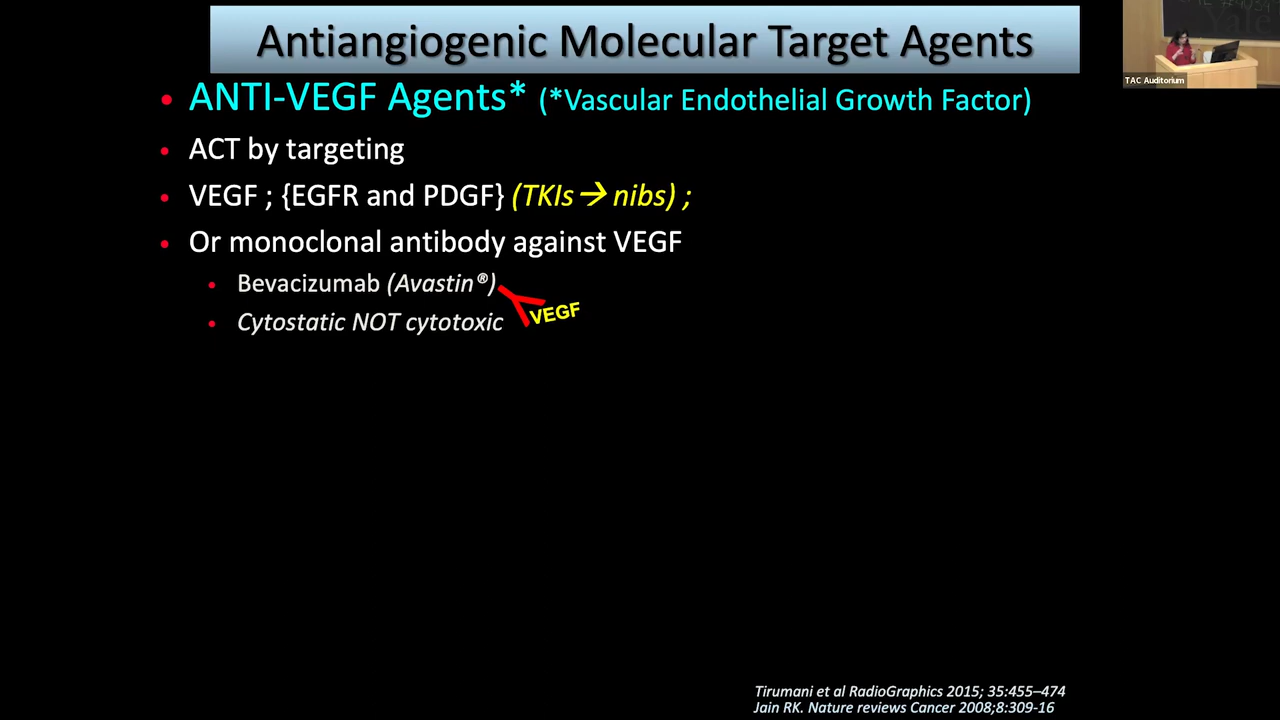 Antiangiogenic Molecular Target Agents
TAC Auditorium
• ANTI-VEGF Agents* (*Vascular Endothelial Growth Factor)
• ACT by targeting
• VEGF ; {EGFR and PDGF} (TKIs → nibs) ;
• Or monoclonal antibody against VEGF
• Bevacizumab (Avastin®)
VEGF
• Cytostatic NOT cytotoxic
Tirumani et al RadioGraphics 2015; 35:455–474
Jain RK. Nature reviews Cancer 2008;8:309-16